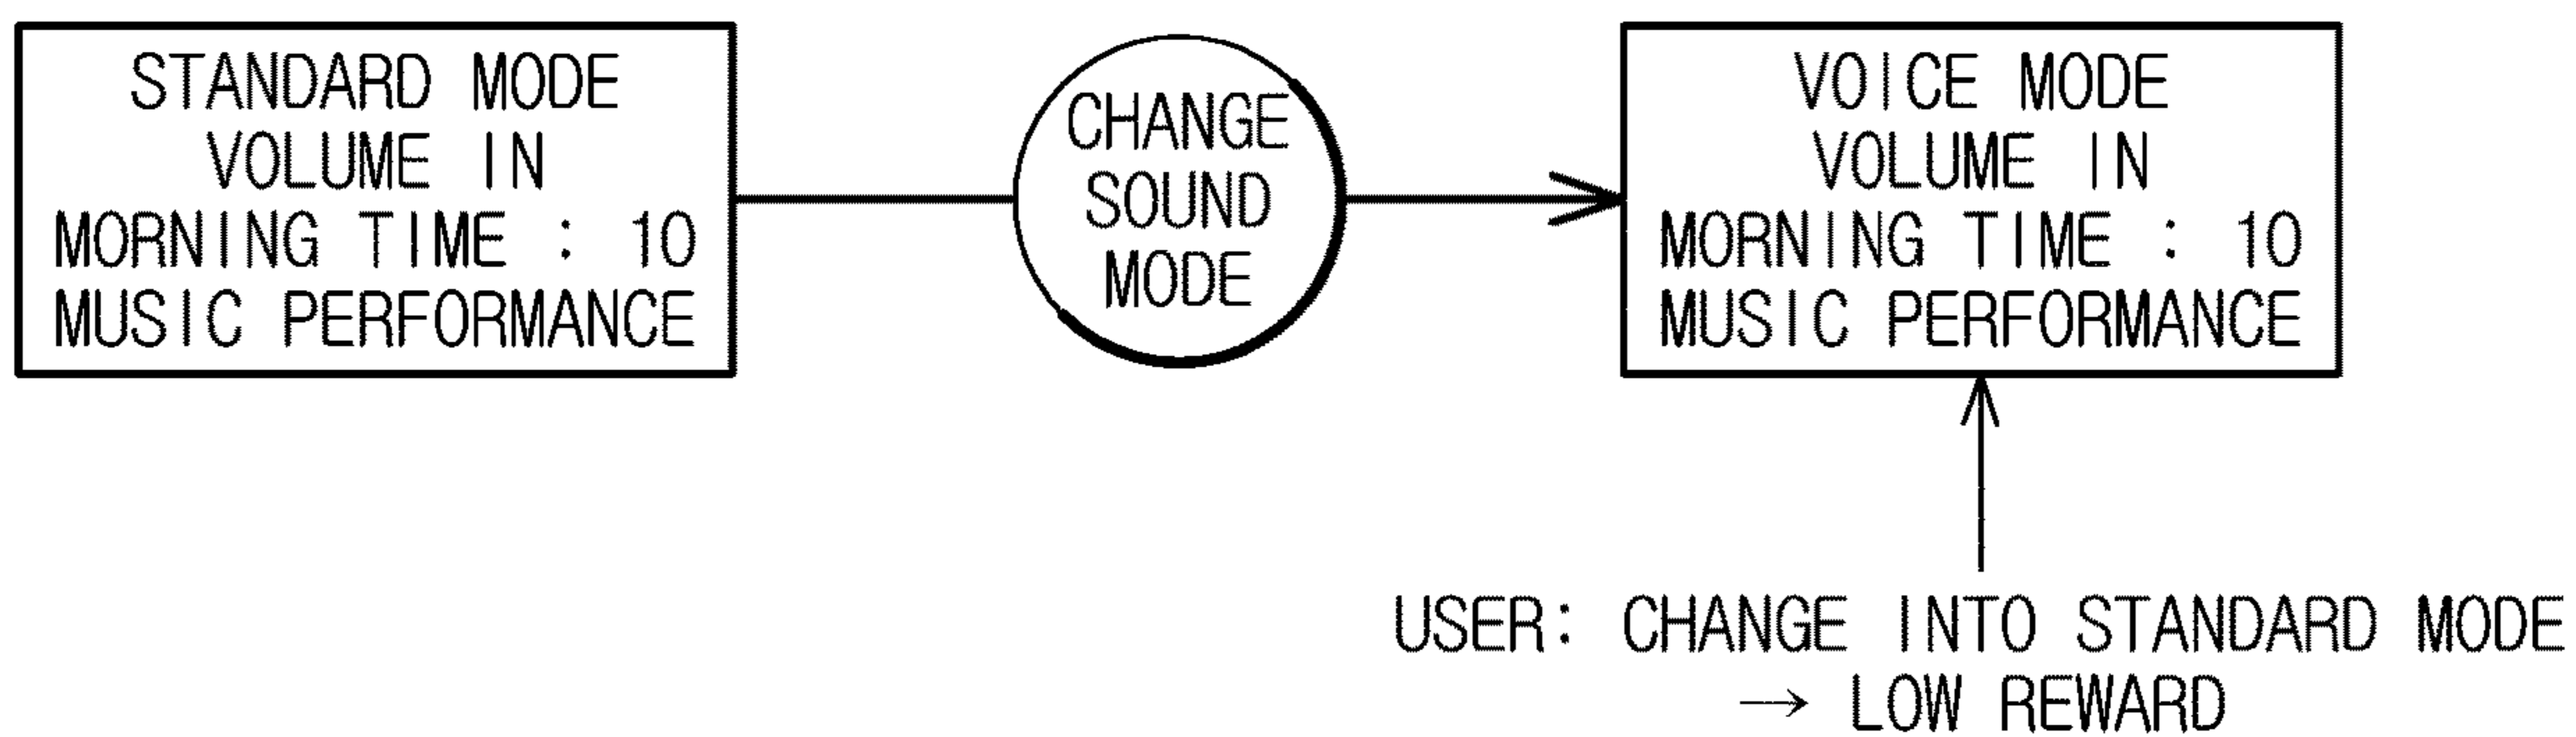 STANDARD MODE
VOLUME IN
MORNING TIME : 10
MUSIC PERFORMANCE
CHANGE
SOUND
MODE
VOICE MODE
VOLUME IN
MORNING TIME : 10
MUSIC PERFORMANCE
USER: CHANGE INTO STANDARD MODE
→ LOW REWARD